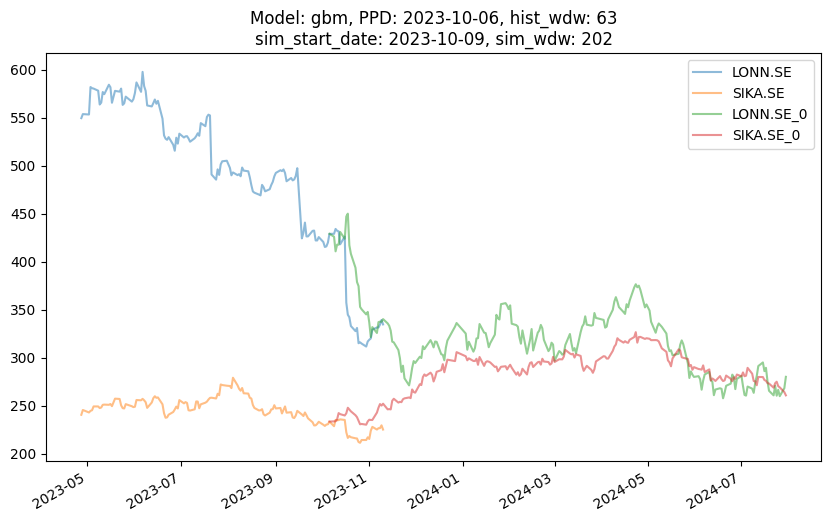 Model: gbm, PPD: 2023-10-06, hist_wdw: 63
sim_start_date: 2023-10-09, sim_wdw: 202
LONN.SE
SIKA.SE
LONN.SE_0
SIKA.SE_0
600
550
500
450
400
350
300
250
200
2023-05
2023-07
2023-09
2023-11
2024-01
2024-03
2024-05
2024-07